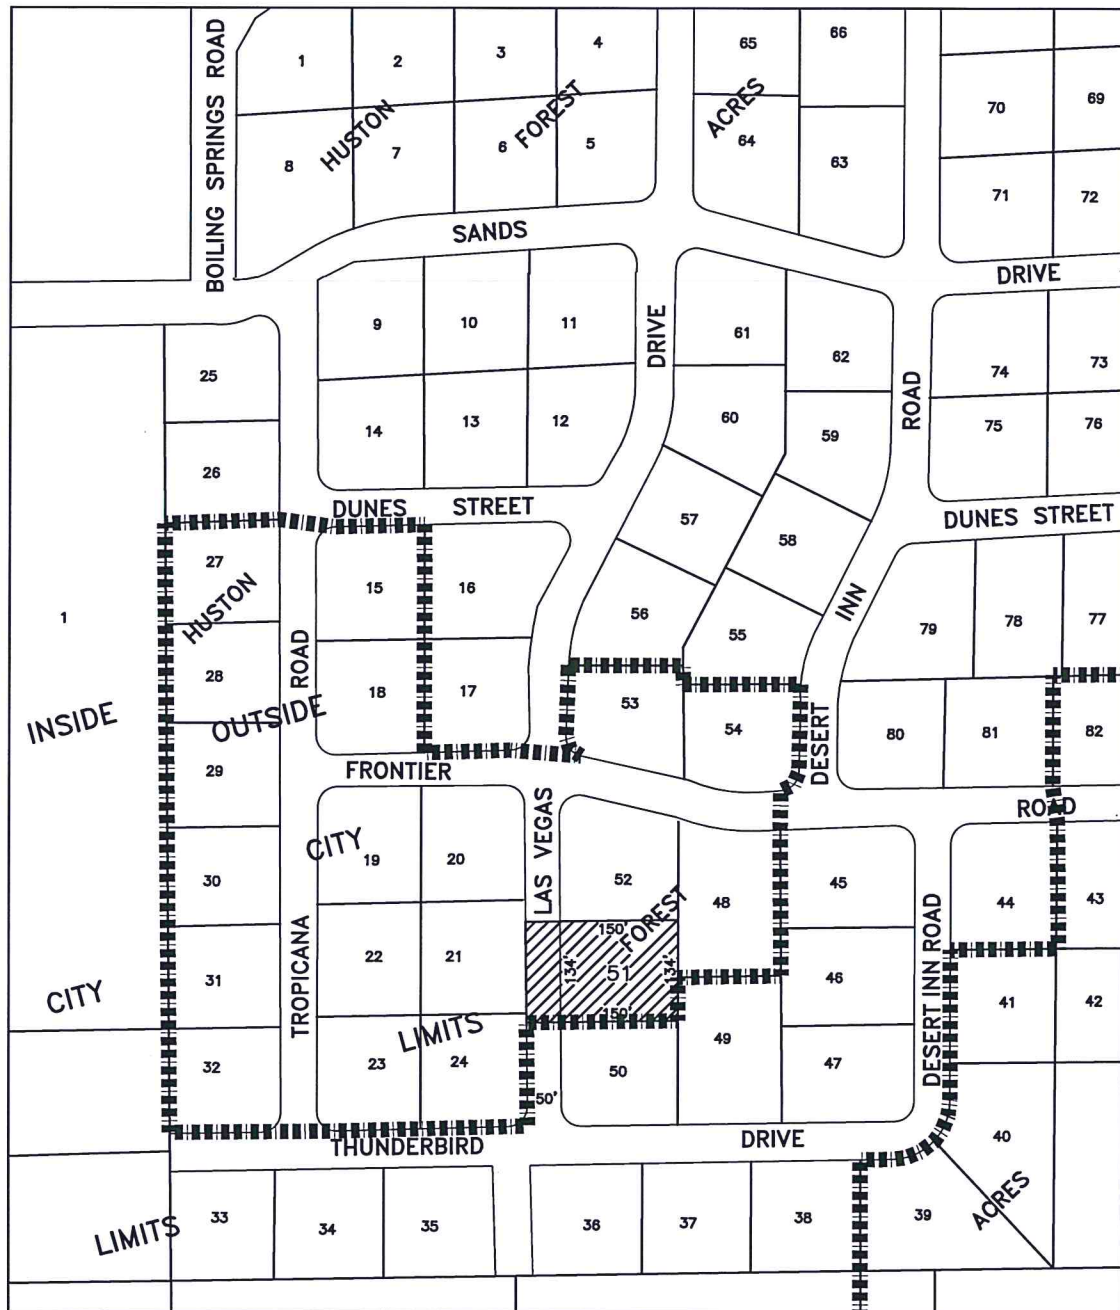 BOILING SPRINGS ROAD
1
2
3
4
65
66
70
69
HUSTON
FOREST
ACRES
8
7
6
5
64
63
71
72
SANDS
DRIVE
9
10
11
DRIVE
61
62
74
73
25
14
13
12
60
59
ROAD
75
76
26
DUNES STREET
57
58
DUNES STREET
27
HUSTON
15
16
56
55
INN
79
78
77
1
28
ROAD
18
17
53
54
DESERT
80
81
82
INSIDE
OUTSIDE
29
FRONTIER
ROAD
CITY
19
20
LAS VEGAS
52
FOREST
48
45
44
43
30
22
21
150'
134'
51
134'
150'
46
DESERT INN ROAD
41
42
31
CITY
TROPICANA
LIMITS
32
23
24
50'
50
49
47
40
THUNDERBIRD
DRIVE
LIMITS
33
34
35
36
37
38
39
ACRES